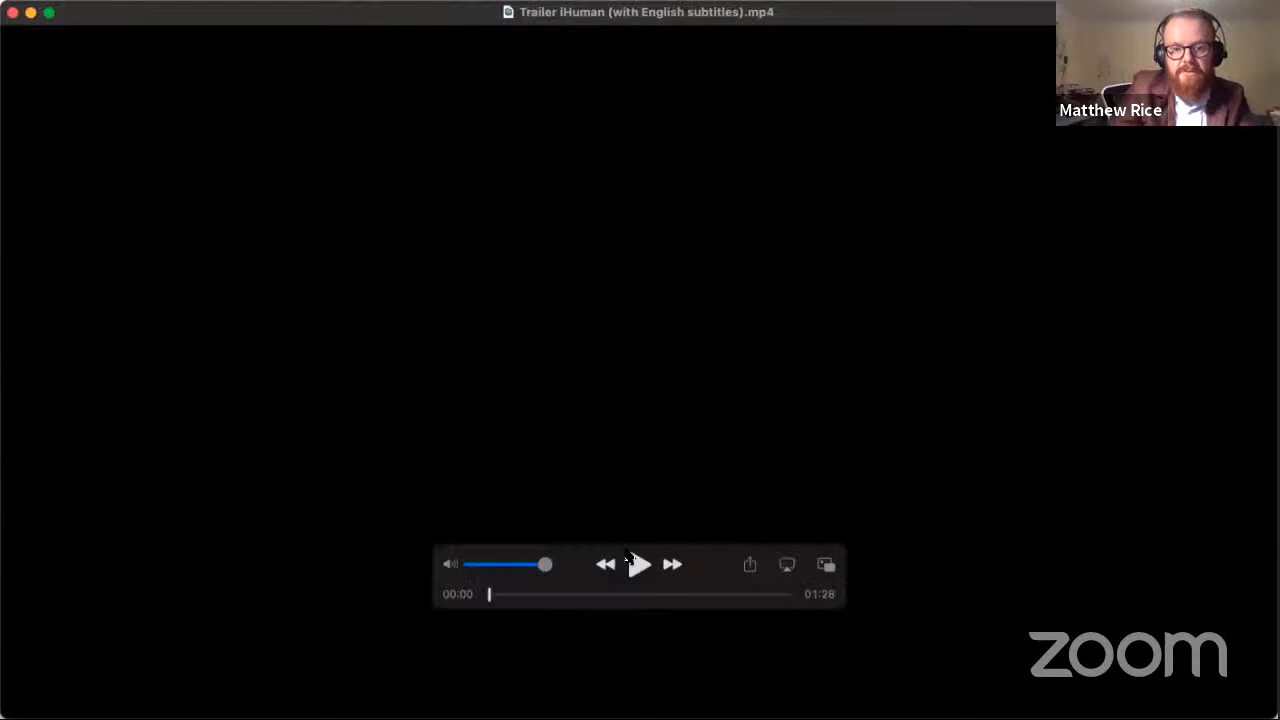 Trailer iHuman (with English subtitles).mp4
Matthew Rice
00:00
01:28
zoom